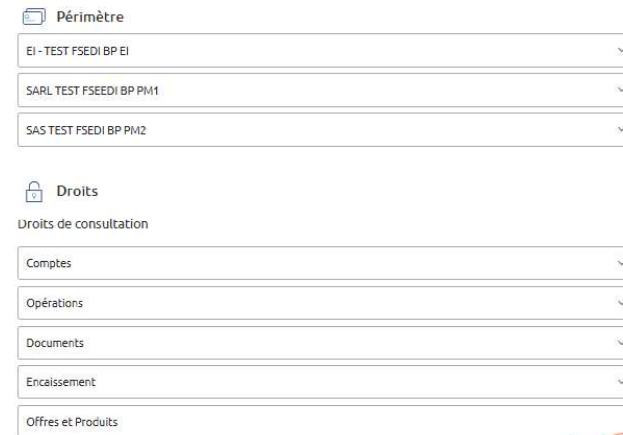 Périmètre
EI - TEST FSEDI BP EI
SARL TEST FSEEDI BP PM1
SAS TEST FSEDI BP PM2
Droits
Droits de consultation
Comptes
Opérations
Documents
Encaissement
Offres et Produits